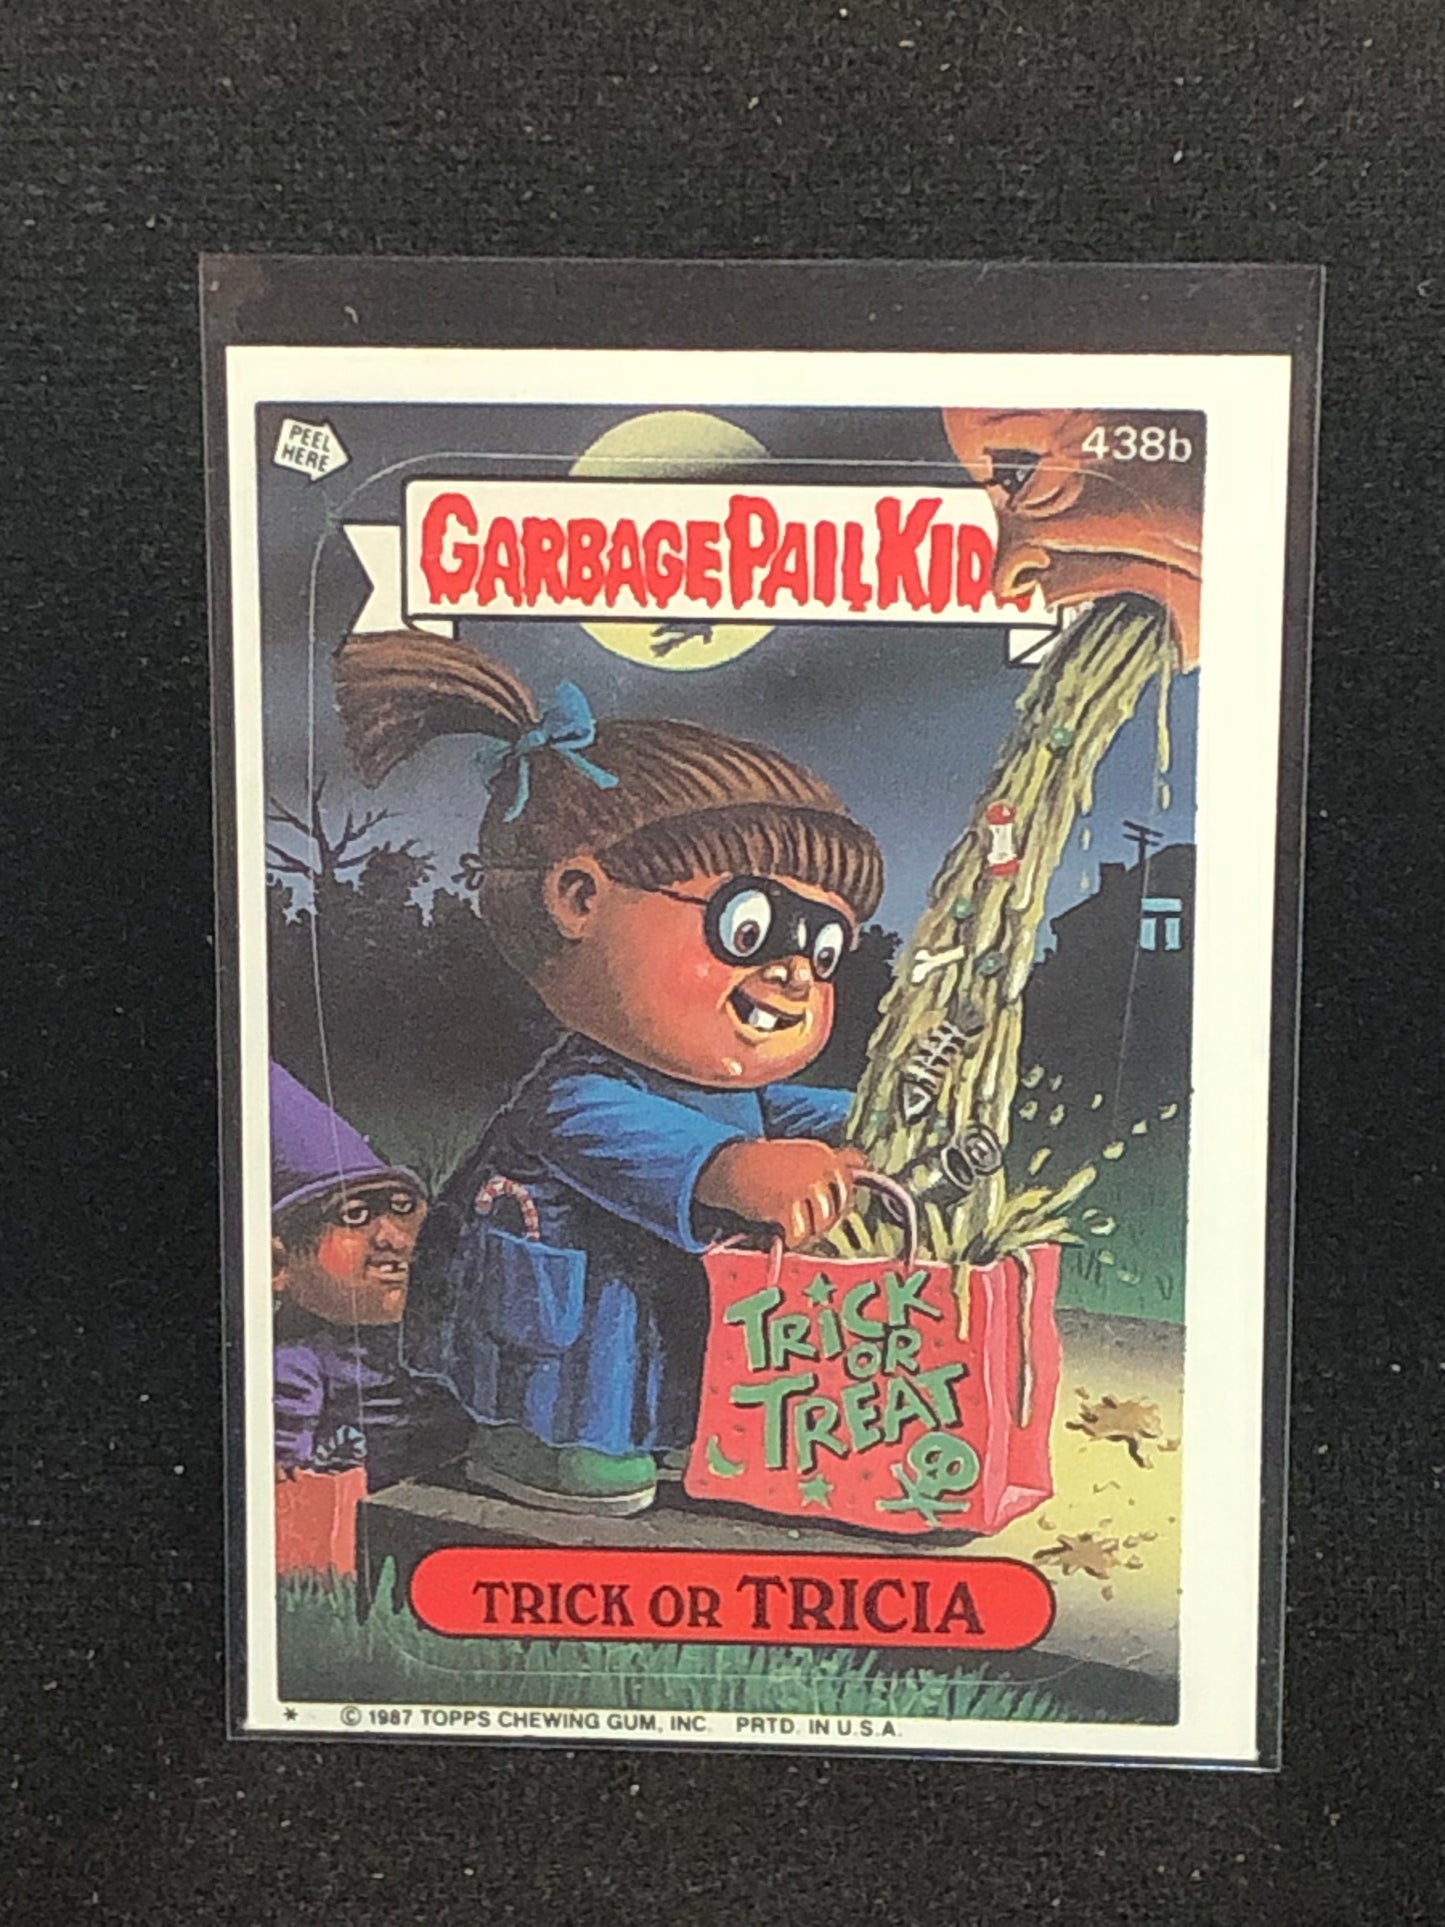 PEEL
HERE
438b
GARBAGE PAIL KID
TRICK
OR
TREAT
TRICK OR TRICIA
* © 1987 TOPPS CHEWING GUM, INC. PRTD. IN U.S.A.